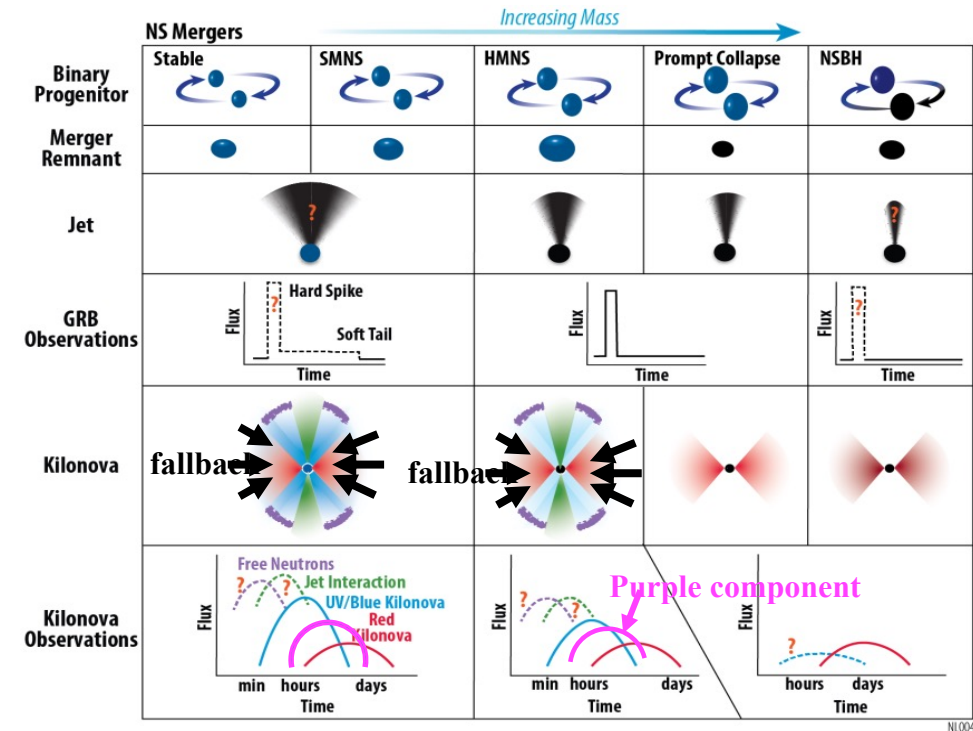 Increasing Mass
NS Mergers
Stable
SMNS
HMNS
Prompt Collapse
NSBH
Binary
Progenitor
Merger
Remnant
Jet
?
?
GRB
Observations
Flux
?
Hard Spike
Soft Tail
Time
Flux
Time
Flux
?
Time
Kilonova
fallback
fallback
Kilonova
Observations
Flux
Free Neutrons
?
?
Jet Interaction
UV/Blue Kilonova
Red
Kilonova
min hours days
Time
Flux
?
?
Purple component
min hours days
Time
Flux
?
hours days
Time
NL004